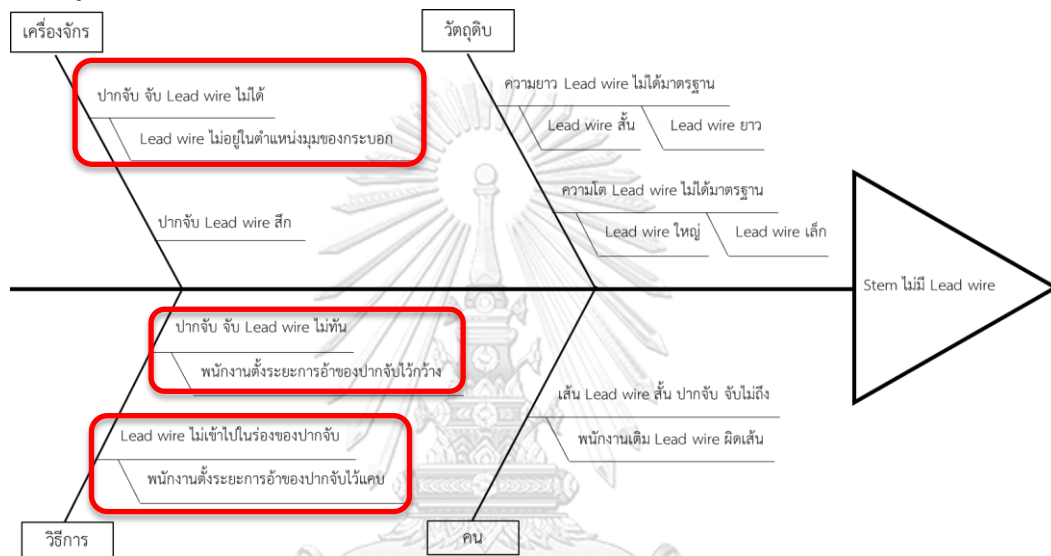 เครื่องจักร
วัตถุดิบ
ปากจับ จับ Lead wire ไม่ได้
Lead wire ไม่อยู่ในตำแหน่งมุมของกระบอก
ปากจับ Lead wire สึก
ความยาว Lead wire ไม่ได้มาตรฐาน
Lead wire สั้น
Lead wire ยาว
ความโต Lead wire ไม่ได้มาตรฐาน
Lead wire ใหญ่
Lead wire เล็ก
Stem ไม่มี Lead wire
ปากจับ จับ Lead wire ไม่ทัน
พนักงานตั้งระยะการอ้าของปากจับไว้กว้าง
Lead wire ไม่เข้าไปในร่องของปากจับ
พนักงานตั้งระยะการอ้าของปากจับไว้แคบ
เส้น Lead wire สั้น ปากจับ จับไม่ถึง
พนักงานเติม Lead wire ผิดเส้น
วิธีการ
คน